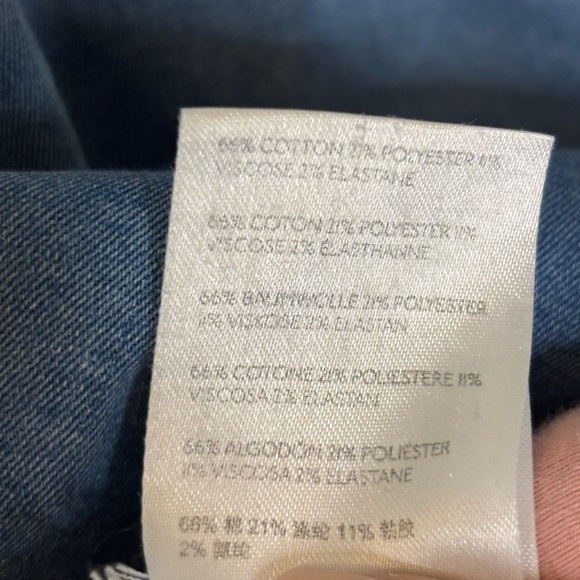 66% COTTON 21% POLYESTER 11%
VISCOSE 2% ELASTANE
66% COTON 21% POLYESTER 11%
VISCOSE 2% ELASTHANNE
66% BAUMWOLLE 21% POLYESTER
11% VISKOSE 2% ELASTAN
66% COTONE 21% POLIESTERE 11%
VISCOSA 2% ELASTAN
66% ALGODÓN 21% POLIÉSTER
11% VISCOSA 2% ELASTANE
66% 棉 21% 涤纶 11% 粘胶
2% 氨纶